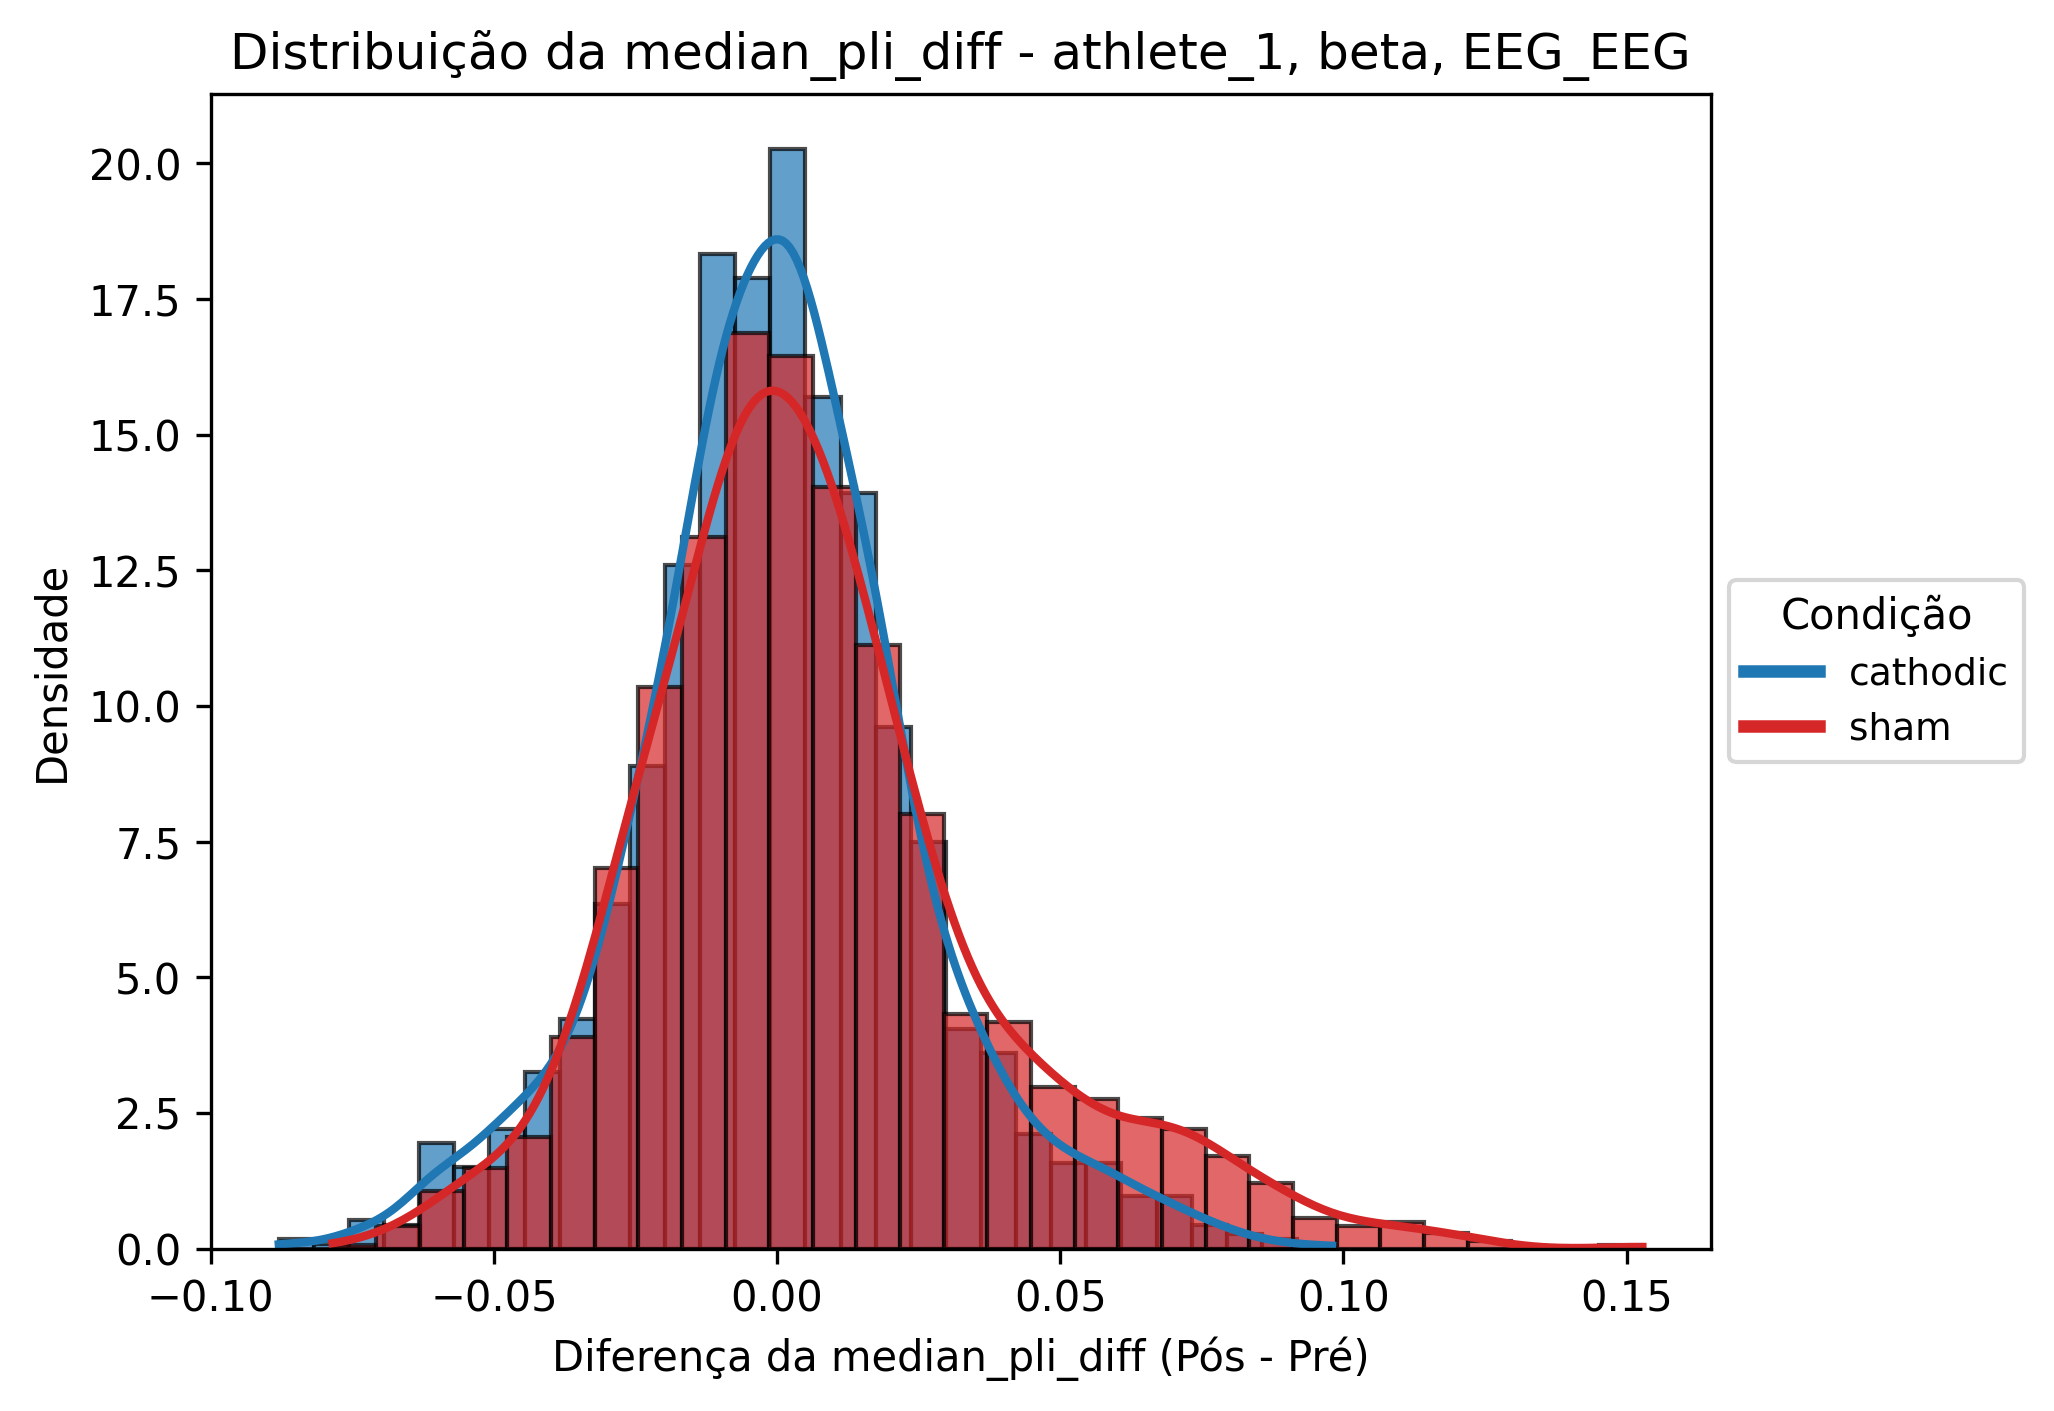 Distribuição da median_pli_diff - athlete_1, beta, EEG_EEG
20.0
17.5
15.0
12.5
10.0
7.5
5.0
2.5
0.0
Densidade
−0.10
−0.05
0.00
0.05
0.10
0.15
Diferença da median_pli_diff (Pós - Pré)
Condição
cathodic
sham